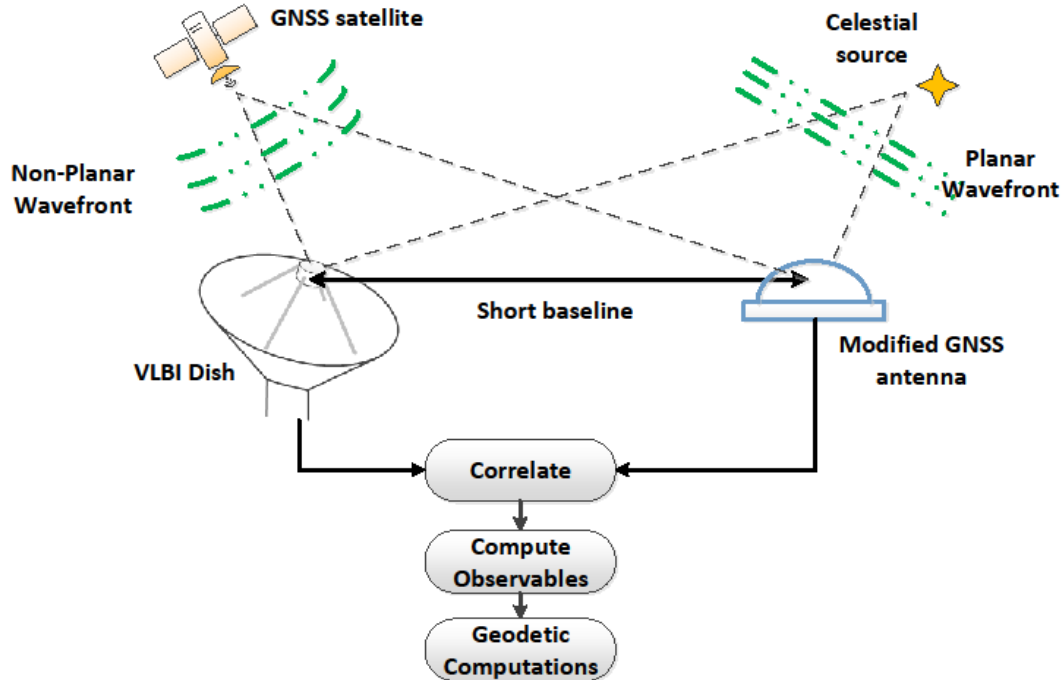 GNSS satellite
Celestial
source
Non-Planar
Wavefront
Planar
Wavefront
Short baseline
VLBI Dish
Modified GNSS
antenna
Correlate
Compute
Observables
Geodetic
Computations